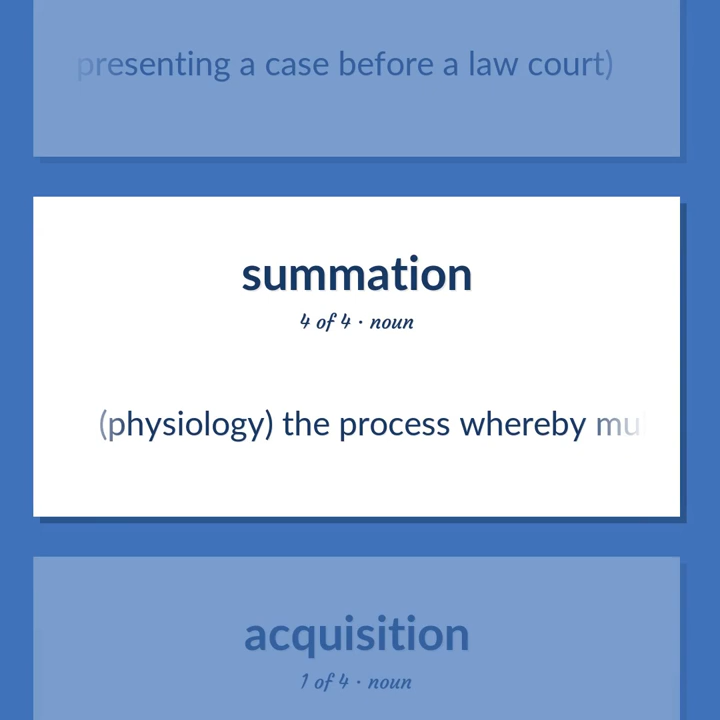 presenting a case before a law court)
summation
4 of 4 · noun
(physiology) the process whereby
acquisition
1 of 4 · noun